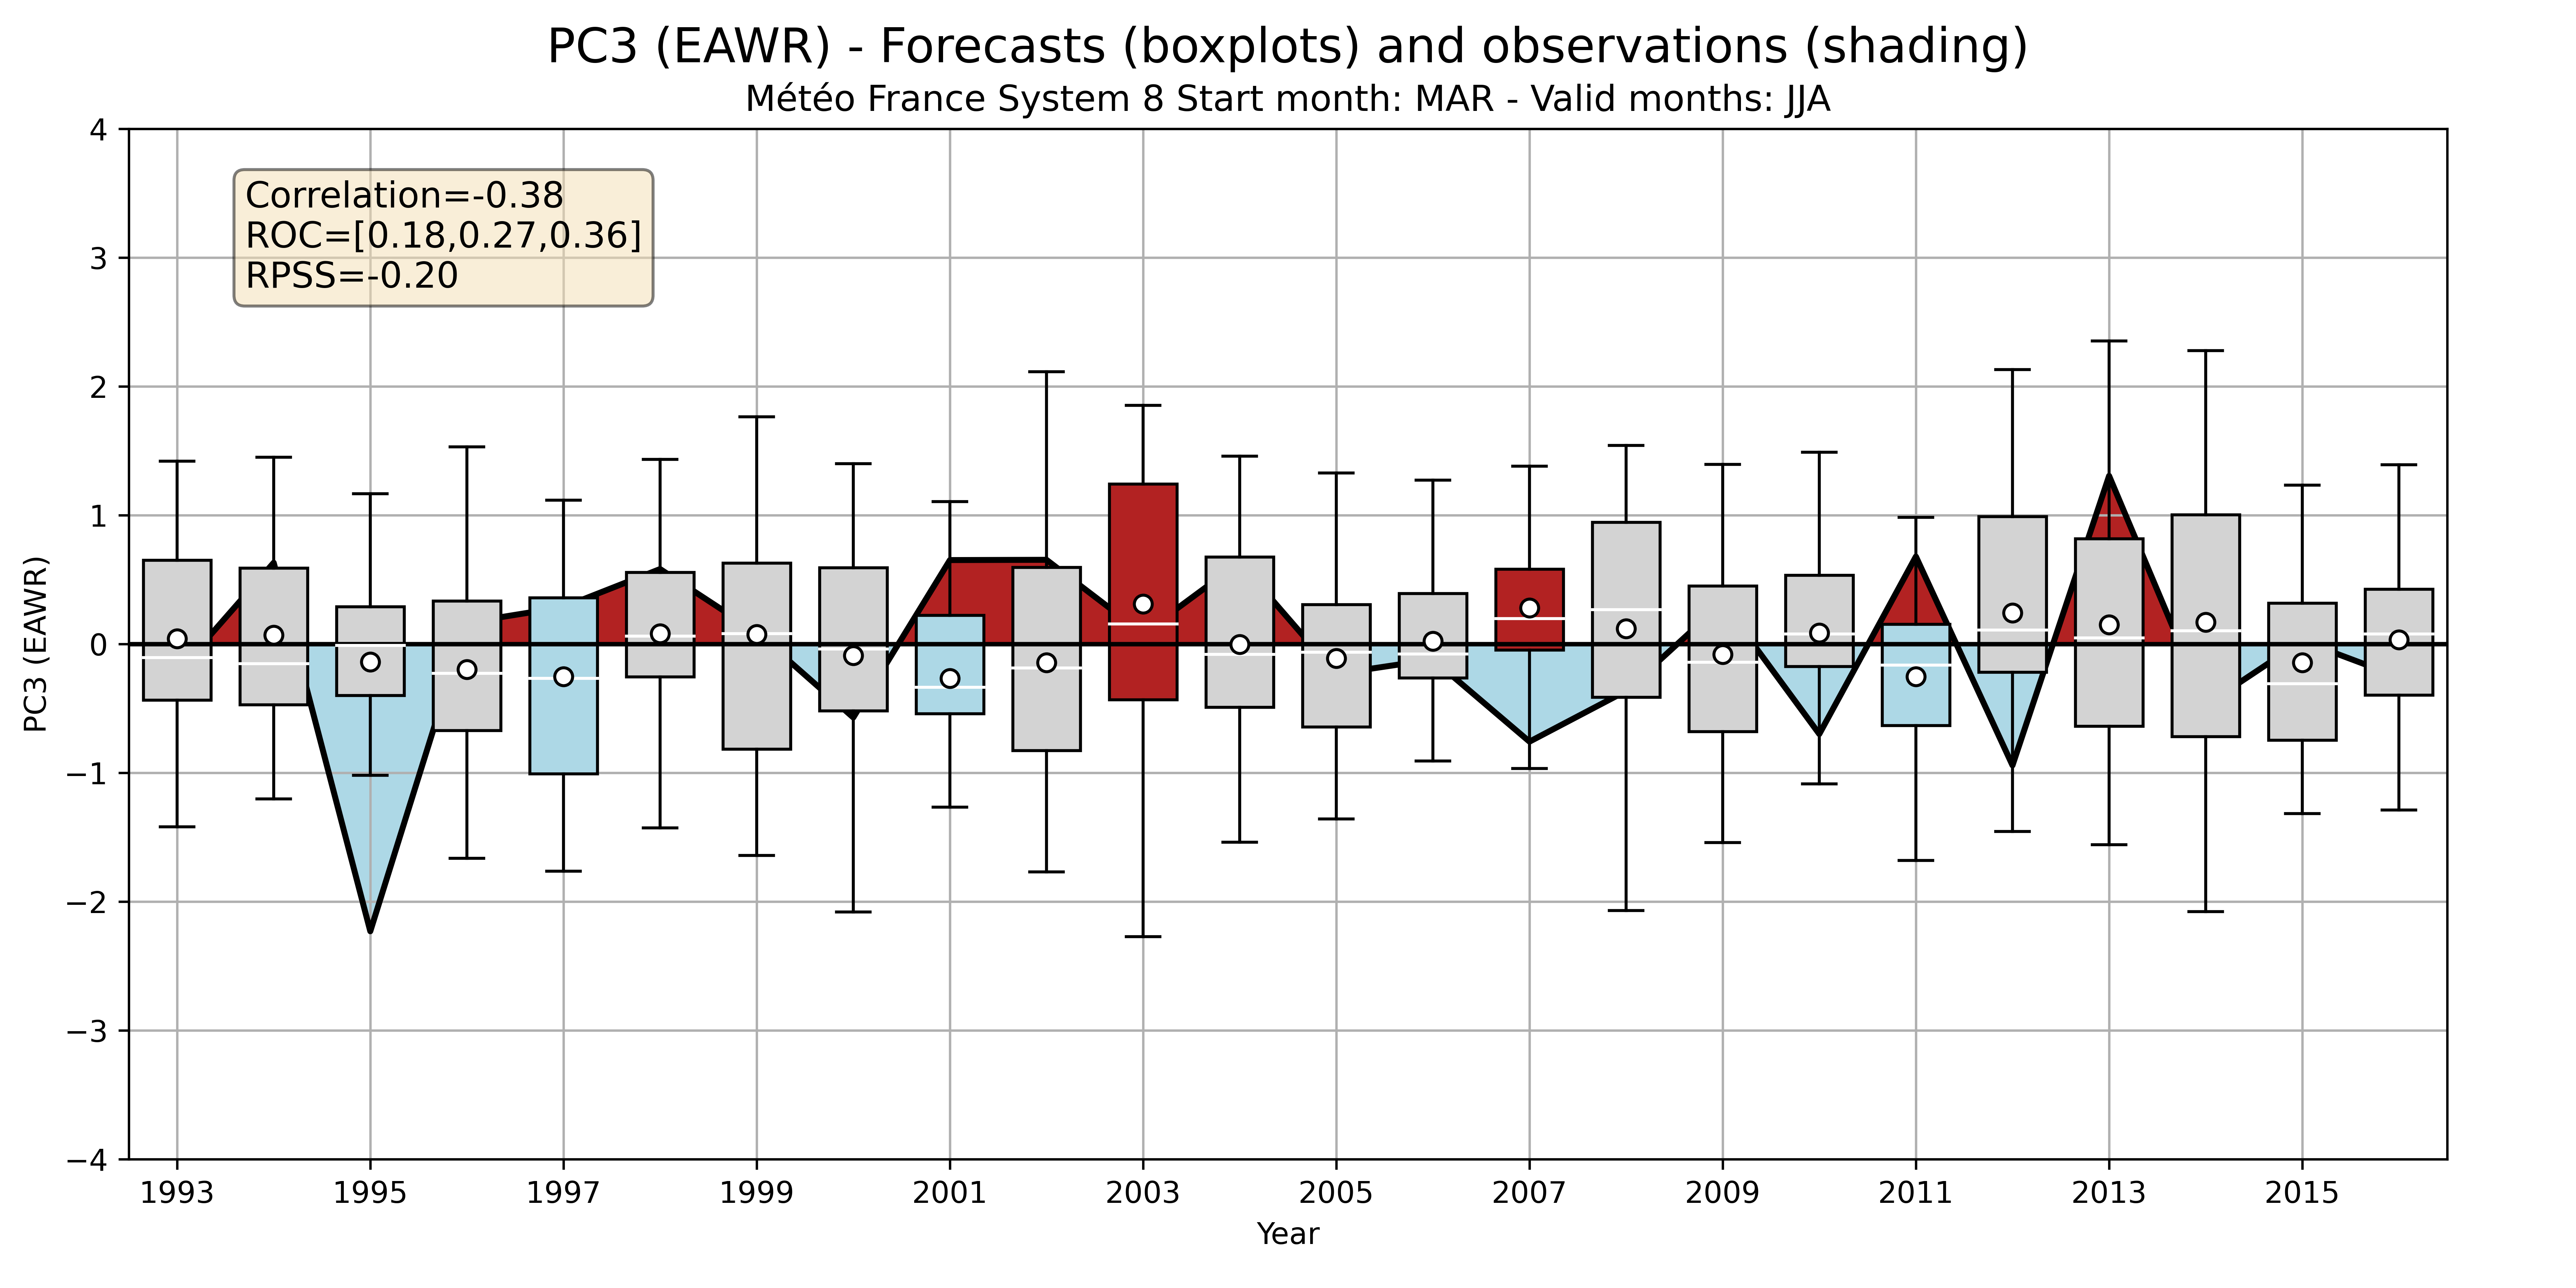 PC3 (EAWR) - Forecasts (boxplots) and observations (shading)
Météo France System 8 Start month: MAR - Valid months: JJA
Correlation=-0.38
ROC=[0.18,0.27,0.36]
RPSS=-0.20
PC3 (EAWR)
4
3
2
1
0
−1
−2
−3
−4
1993 1995 1997 1999 2001 2003 2005 2007 2009 2011 2013 2015
Year